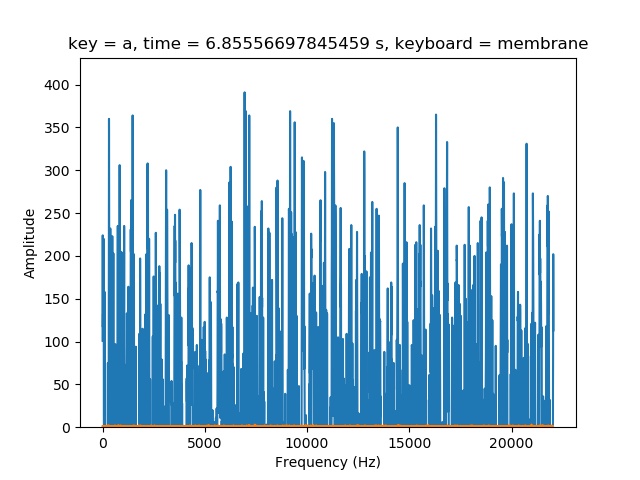 key = a, time = 6.85556697845459 s, keyboard = membrane
400
350
300
250
200
150
100
50
0
Amplitude
0 5000 10000 15000 20000
Frequency (Hz)